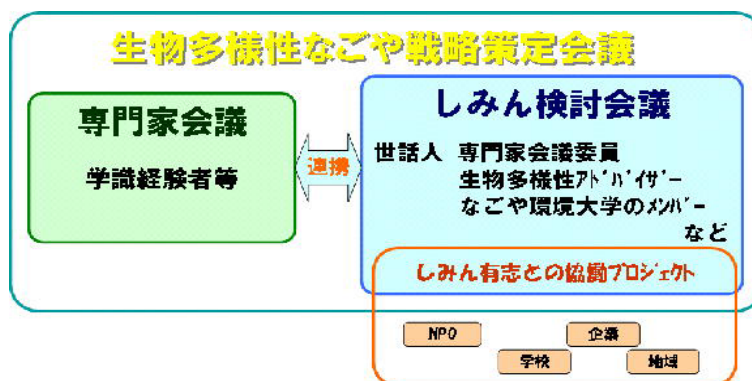 生物多様性なごや戦略策定会議
専門家会議
学識経験者等
連携
しみん検討会議
世話人 専門家会議委員
生物多様性ｱﾄﾞﾊﾞｲｻﾞｰ
なごや環境大学のﾒﾝﾊﾞｰ
など
しみん有志との協働ﾌﾟﾛｼﾞｪｸﾄ
NPO
企業
学校
地域